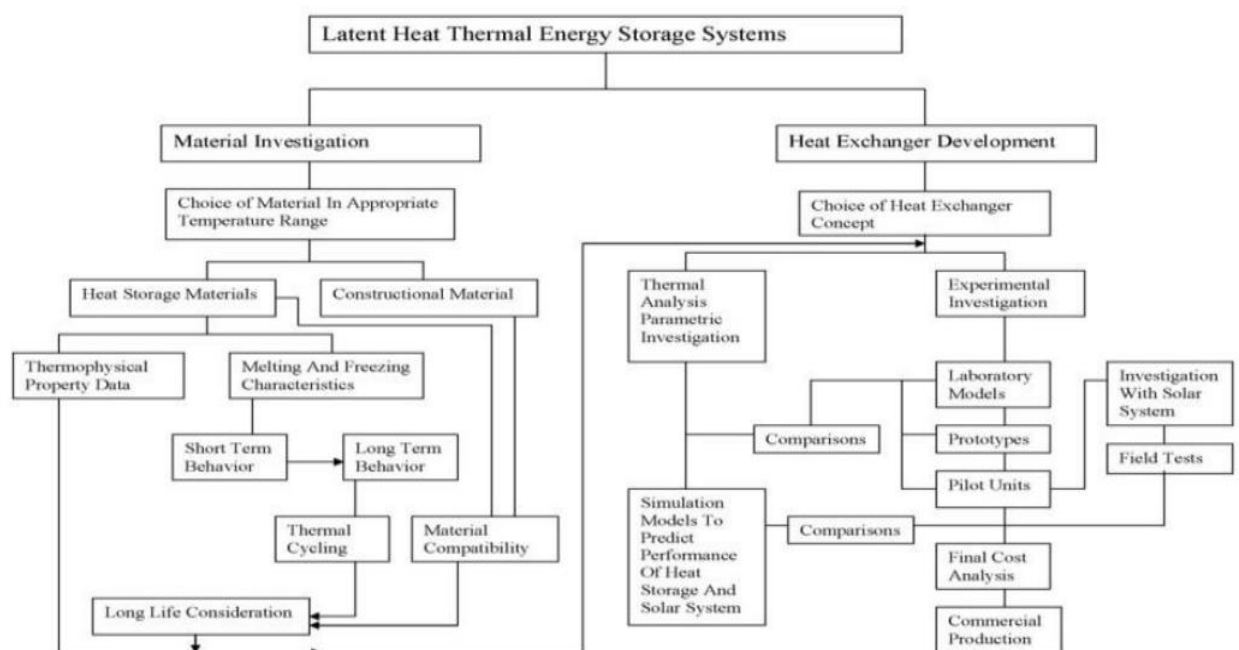 Latent Heat Thermal Energy Storage Systems
Material Investigation
Heat Exchanger Development
Choice of Material In Appropriate
Temperature Range
Choice of Heat Exchanger
Concept
Heat Storage Materials
Constructional Material
Thermal
Analysis
Parametric
Investigation
Experimental
Investigation
Thermophysical
Property Data
Melting And Freezing
Characteristics
Laboratory
Models
Investigation
With Solar
System
Short Term
Behavior
Long Term
Behavior
Comparisons
Prototypes
Field Tests
Pilot Units
Thermal
Cycling
Material
Compatibility
Simulation
Models To
Predict
Performance
Of Heat
Storage And
Solar System
Comparisons
Final Cost
Analysis
Long Life Consideration
Commercial
Production